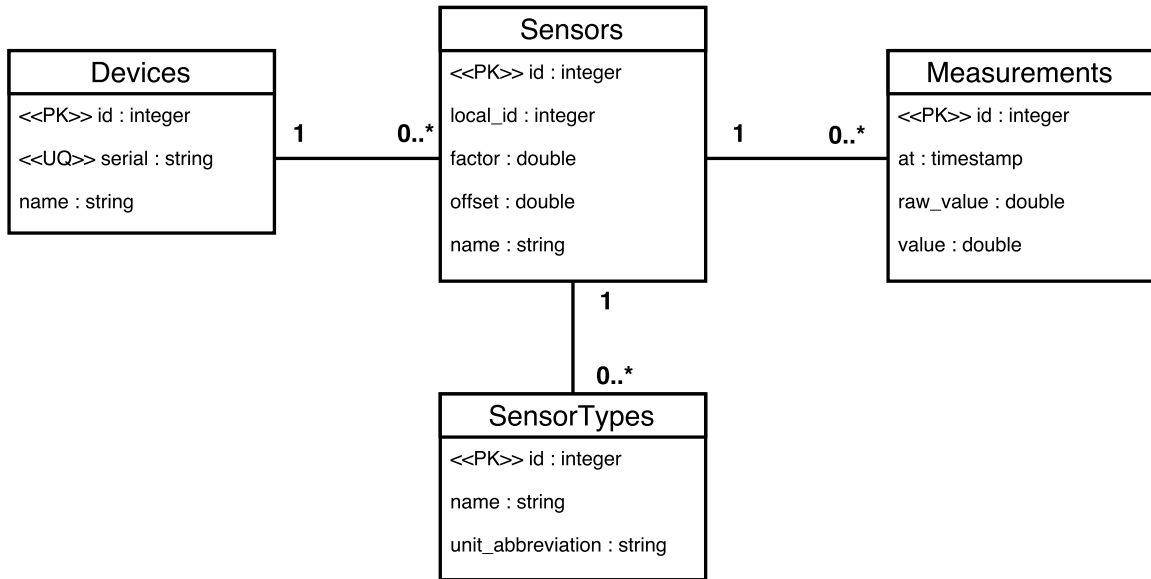 Devices
<<PK>> id : integer
<<UQ>> serial : string
name : string
1
0..*
Sensors
<<PK>> id : integer
local_id : integer
factor : double
offset : double
name : string
1
0..*
Measurements
<<PK>> id : integer
at : timestamp
raw_value : double
value : double
1
0..*
SensorTypes
<<PK>> id : integer
name : string
unit_abbreviation : string